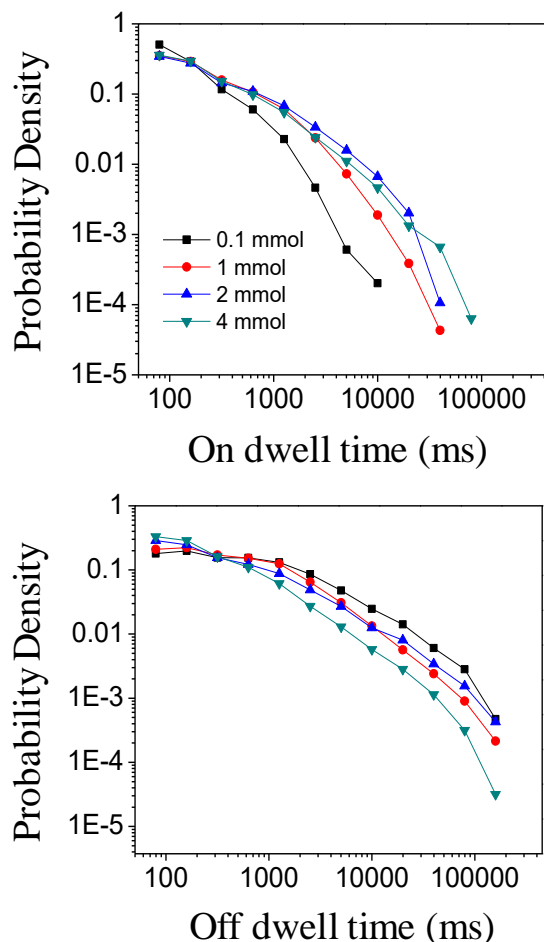 Probability Density
1
0.1
0.01
1E-3
1E-4
1E-5
0.1 mmol
1 mmol
2 mmol
4 mmol
100 1000 10000 100000
On dwell time (ms)
Probability Density
1
0.1
0.01
1E-3
1E-4
1E-5
100 1000 10000 100000
Off dwell time (ms)